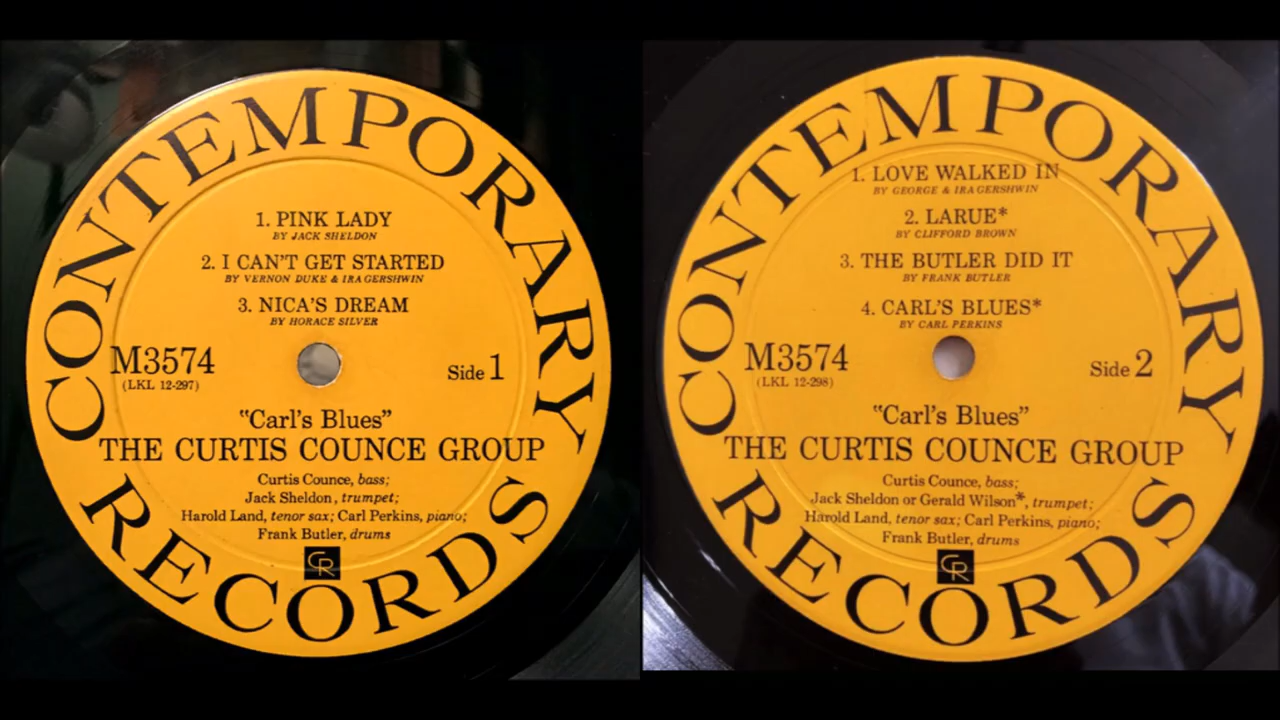 CONTEMPORARY
1. PINK LADY
BY JACK SHELDON
2. I CAN'T GET STARTED
BY VERNON DUKE & IRA GERSHWIN
3. NICA'S DREAM
BY HORACE SILVER
M3574
(LKL 12-297)
Side 1
"Carl's Blues"
THE CURTIS COUNCE GROUP
Curtis Counce, bass;
Jack Sheldon, trumpet;
Harold Land, tenor sax; Carl Perkins, piano;
Frank Butler, drums
CR
RECORDS
CONTEMPORARY
1. LOVE WALKED IN
BY GEORGE & IRA GERSHWIN
2. LARUE*
BY CLIFFORD BROWN
3. THE BUTLER DID IT
BY FRANK BUTLER
4. CARL'S BLUES*
BY CARL PERKINS
M3574
(LKL 12-298)
Side 2
"Carl's Blues"
THE CURTIS COUNCE GROUP
Curtis Counce, bass;
Jack Sheldon or Gerald Wilson*, trumpet;
Harold Land, tenor sax; Carl Perkins, piano;
Frank Butler, drums
CR
RECORDS